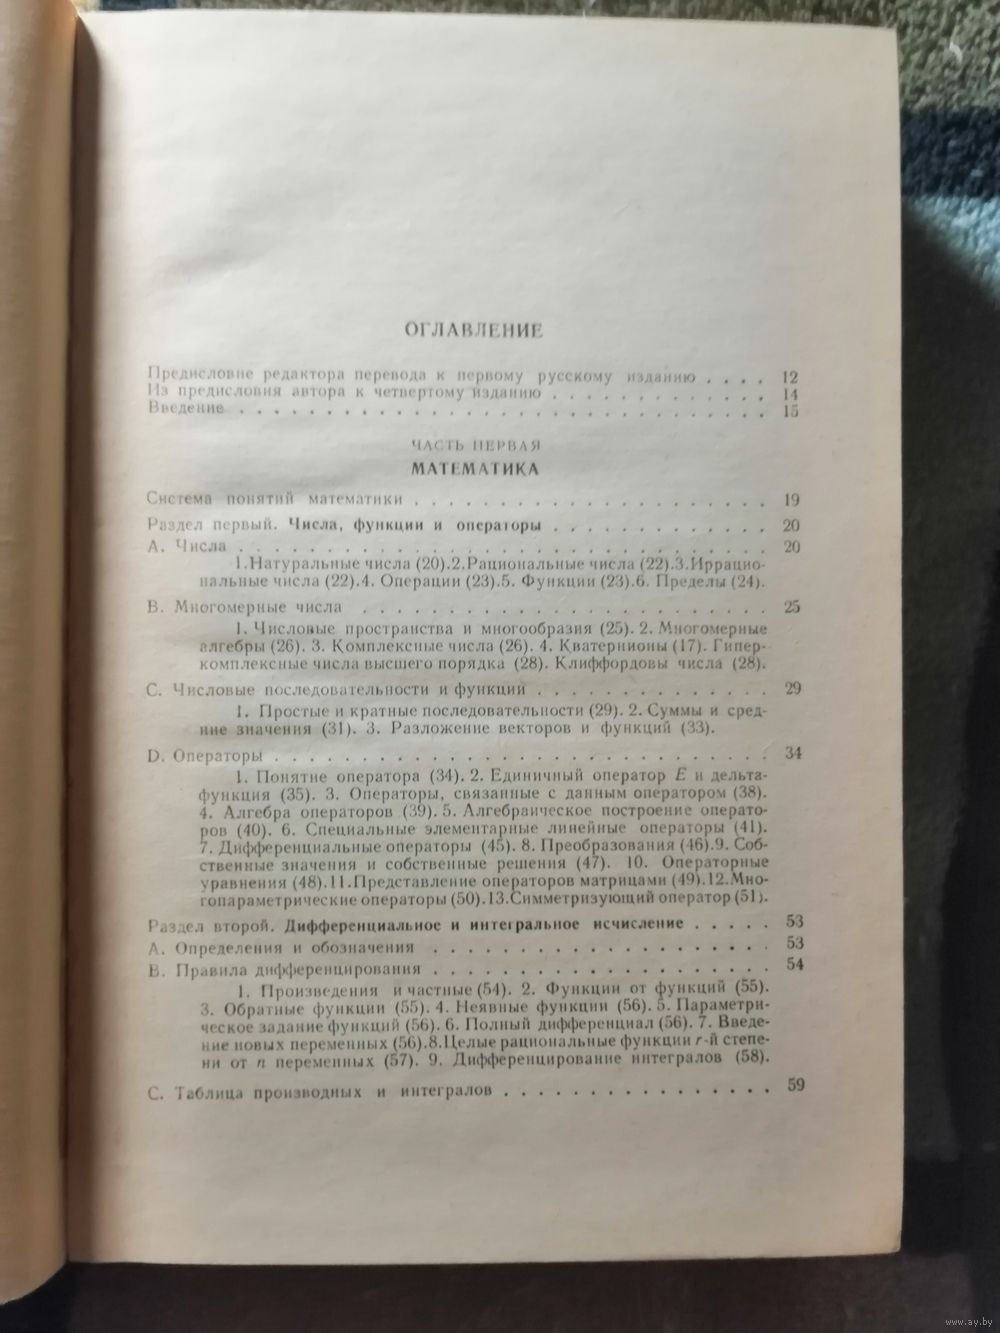 ОГЛАВЛЕНИЕ
Предисловие редактора перевода к первому русскому изданию . . . . 12
Из предисловия автора к четвертому изданию . . . . . . . . . . . . . 14
Введение . . . . . . . . . . . . . . . . . . . . . . . . . . . . . . 15
ЧАСТЬ ПЕРВАЯ
МАТЕМАТИКА
Система понятий математики . . . . . . . . . . . . . . . . . . . . . 19
Раздел первый. Числа, функции и операторы . . . . . . . . . . . . . 20
А. Числа . . . . . . . . . . . . . . . . . . . . . . . . . . . . . . 20
1.Натуральные числа (20).2.Рациональные числа (22).3.Иррацио-
нальные числа (22).4. Операции (23).5. Функции (23).6. Пределы (24).
В. Многомерные числа . . . . . . . . . . . . . . . . . . . . . . . 25
1. Числовые пространства и многообразия (25). 2. Многомерные
алгебры (26). 3. Комплексные числа (26). 4. Кватернионы (17). Гипер-
комплексные числа высшего порядка (28). Клиффордовы числа (28).
С. Числовые последовательности и функции . . . . . . . . . . . . . . 29
1. Простые и кратные последовательности (29). 2. Суммы и сред-
ние значения (31). 3. Разложение векторов и функций (33).
D. Операторы . . . . . . . . . . . . . . . . . . . . . . . . . . . . 34
1. Понятие оператора (34). 2. Единичный оператор E и дельта-
функция (35). 3. Операторы, связанные с данным оператором (38).
4. Алгебра операторов (39). 5. Алгебраическое построение операто-
ров (40). 6. Специальные элементарные линейные операторы (41).
7. Дифференциальные операторы (45). 8. Преобразования (46).9. Соб-
ственные значения и собственные решения (47). 10. Операторные
уравнения (48).11.Представление операторов матрицами (49).12.Мно-
гопараметрические операторы (50).13.Симметризующий оператор (51).
Раздел второй. Дифференциальное и интегральное исчисление . . . . . 53
А. Определения и обозначения . . . . . . . . . . . . . . . . . . . . 53
В. Правила дифференцирования . . . . . . . . . . . . . . . . . . . . 54
1. Произведения и частные (54). 2. Функции от функций (55).
3. Обратные функции (55). 4. Неявные функции (56). 5. Параметри-
ческое задание функций (56). 6. Полный дифференциал (56). 7. Введе-
ние новых переменных (56).8.Целые рациональные функции r-й степе-
ни от n переменных (57). 9. Дифференцирование интегралов (58).
С. Таблица производных и интегралов . . . . . . . . . . . . . . . . 59
www.ay.by